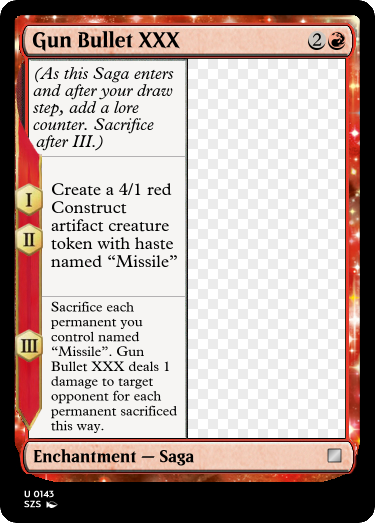 Gun Bullet XXX 2
(As this Saga enters
and after your draw
step, add a lore
counter. Sacrifice
after III.)
I
II
Create a 4/1 red
Construct
artifact creature
token with haste
named “Missile”
III
Sacrifice each
permanent you
control named
“Missile”. Gun
Bullet XXX deals 1
damage to target
opponent for each
permanent sacrificed
this way.
Enchantment — Saga
U 0143
SZS